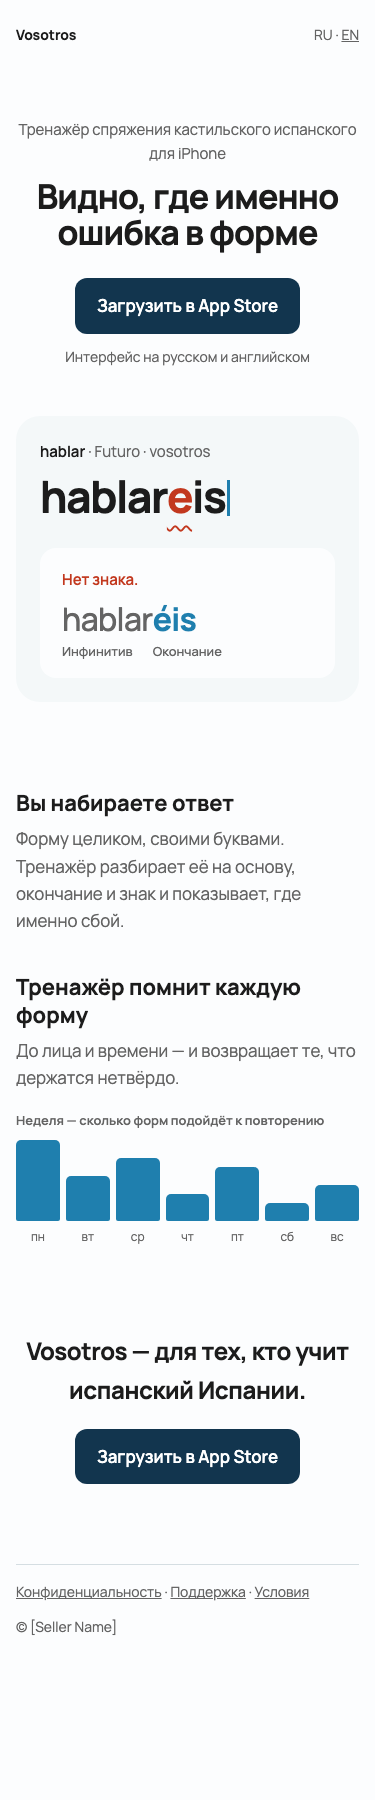 Vosotros
RU · EN
Тренажёр спряжения кастильского испанского
для iPhone
Видно, где именно
ошибка в форме
Загрузить в App Store
Интерфейс на русском и английском
hablar · Futuro · vosotros
hablareis
Нет знака.
hablaréis
Инфинитив Окончание
Вы набираете ответ
Форму целиком, своими буквами.
Тренажёр разбирает её на основу,
окончание и знак и показывает, где
именно сбой.
Тренажёр помнит каждую
форму
До лица и времени — и возвращает те, что
держатся нетвёрдо.
Неделя — сколько форм подойдёт к повторению
пн вт ср чт пт сб вс
Vosotros — для тех, кто учит
испанский Испании.
Загрузить в App Store
Конфиденциальность · Поддержка · Условия
© [Seller Name]